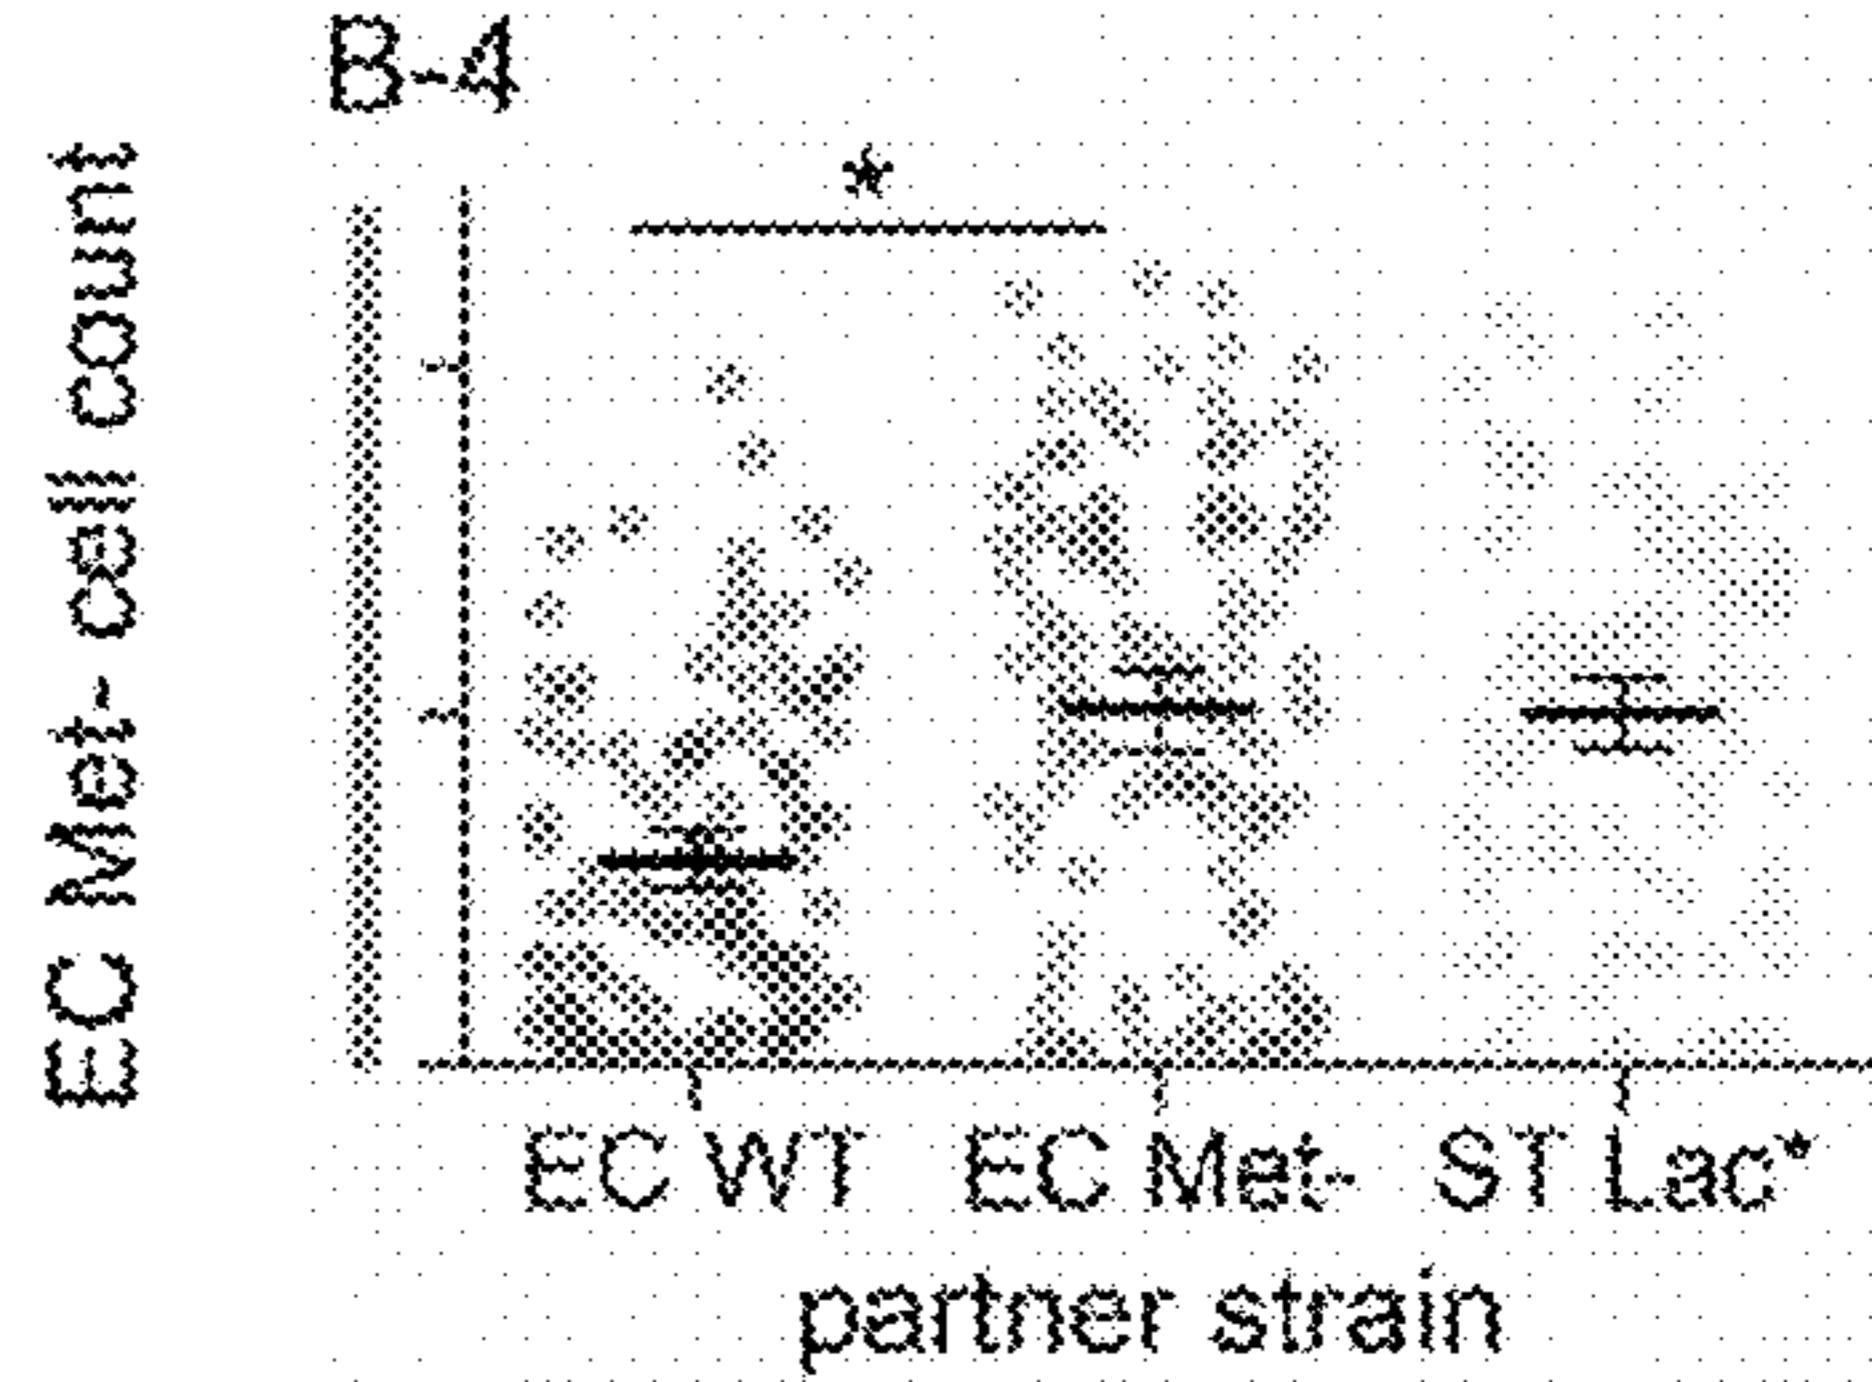 B-4
*
EC Met- cell count
EC WT EC Met- ST Lac*
partner strain